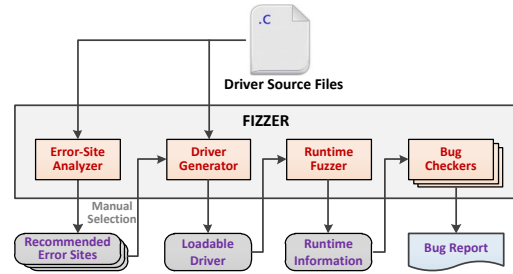 .C
Driver Source Files
FIZZER
Error-Site
Analyzer
Driver
Generator
Runtime
Fuzzer
Bug
Checkers
Manual
Selection
Recommended
Error Sites
Loadable
Driver
Runtime
Information
Bug Report